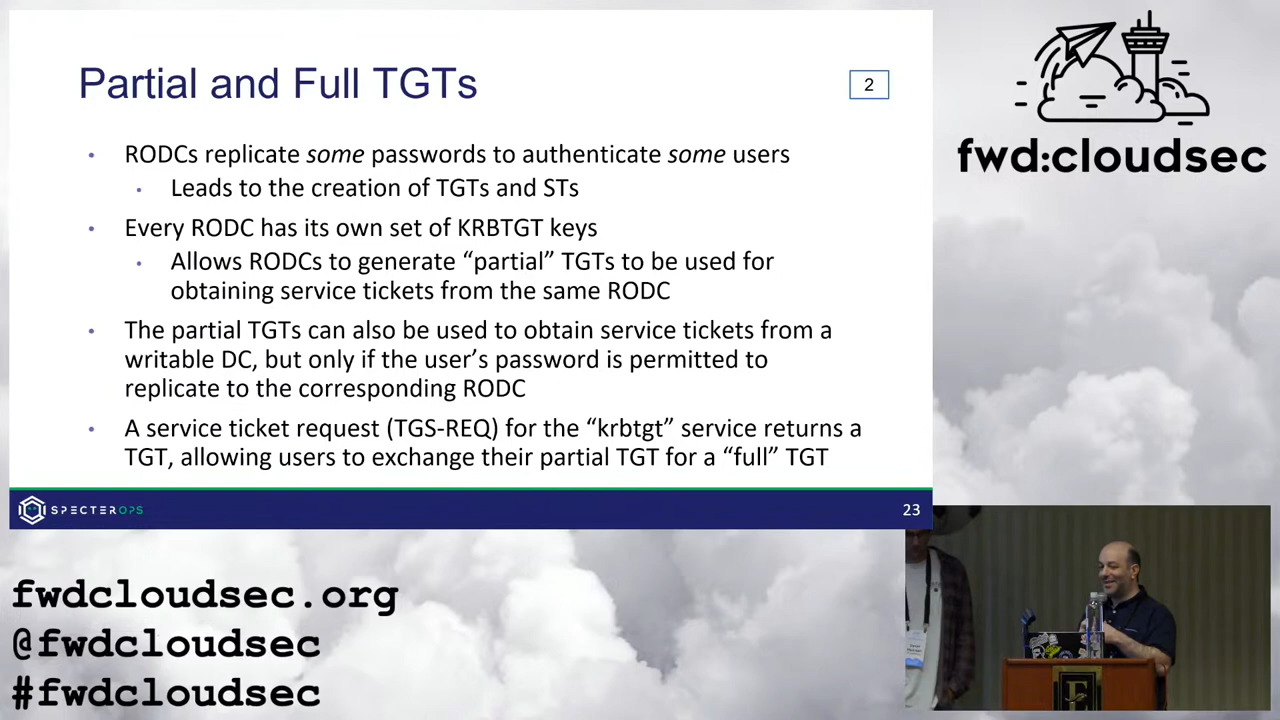 Partial and Full TGTs
2
• RODCs replicate some passwords to authenticate some users
• Leads to the creation of TGTs and STs
• Every RODC has its own set of KRBTGT keys
• Allows RODCs to generate “partial” TGTs to be used for
obtaining service tickets from the same RODC
• The partial TGTs can also be used to obtain service tickets from a
writable DC, but only if the user’s password is permitted to
replicate to the corresponding RODC
• A service ticket request (TGS-REQ) for the “krbtgt” service returns a
TGT, allowing users to exchange their partial TGT for a “full” TGT
SPECTEROPS
23
fwd:cloudsec
fwdcloudsec.org
@fwdcloudsec
#fwdcloudsec